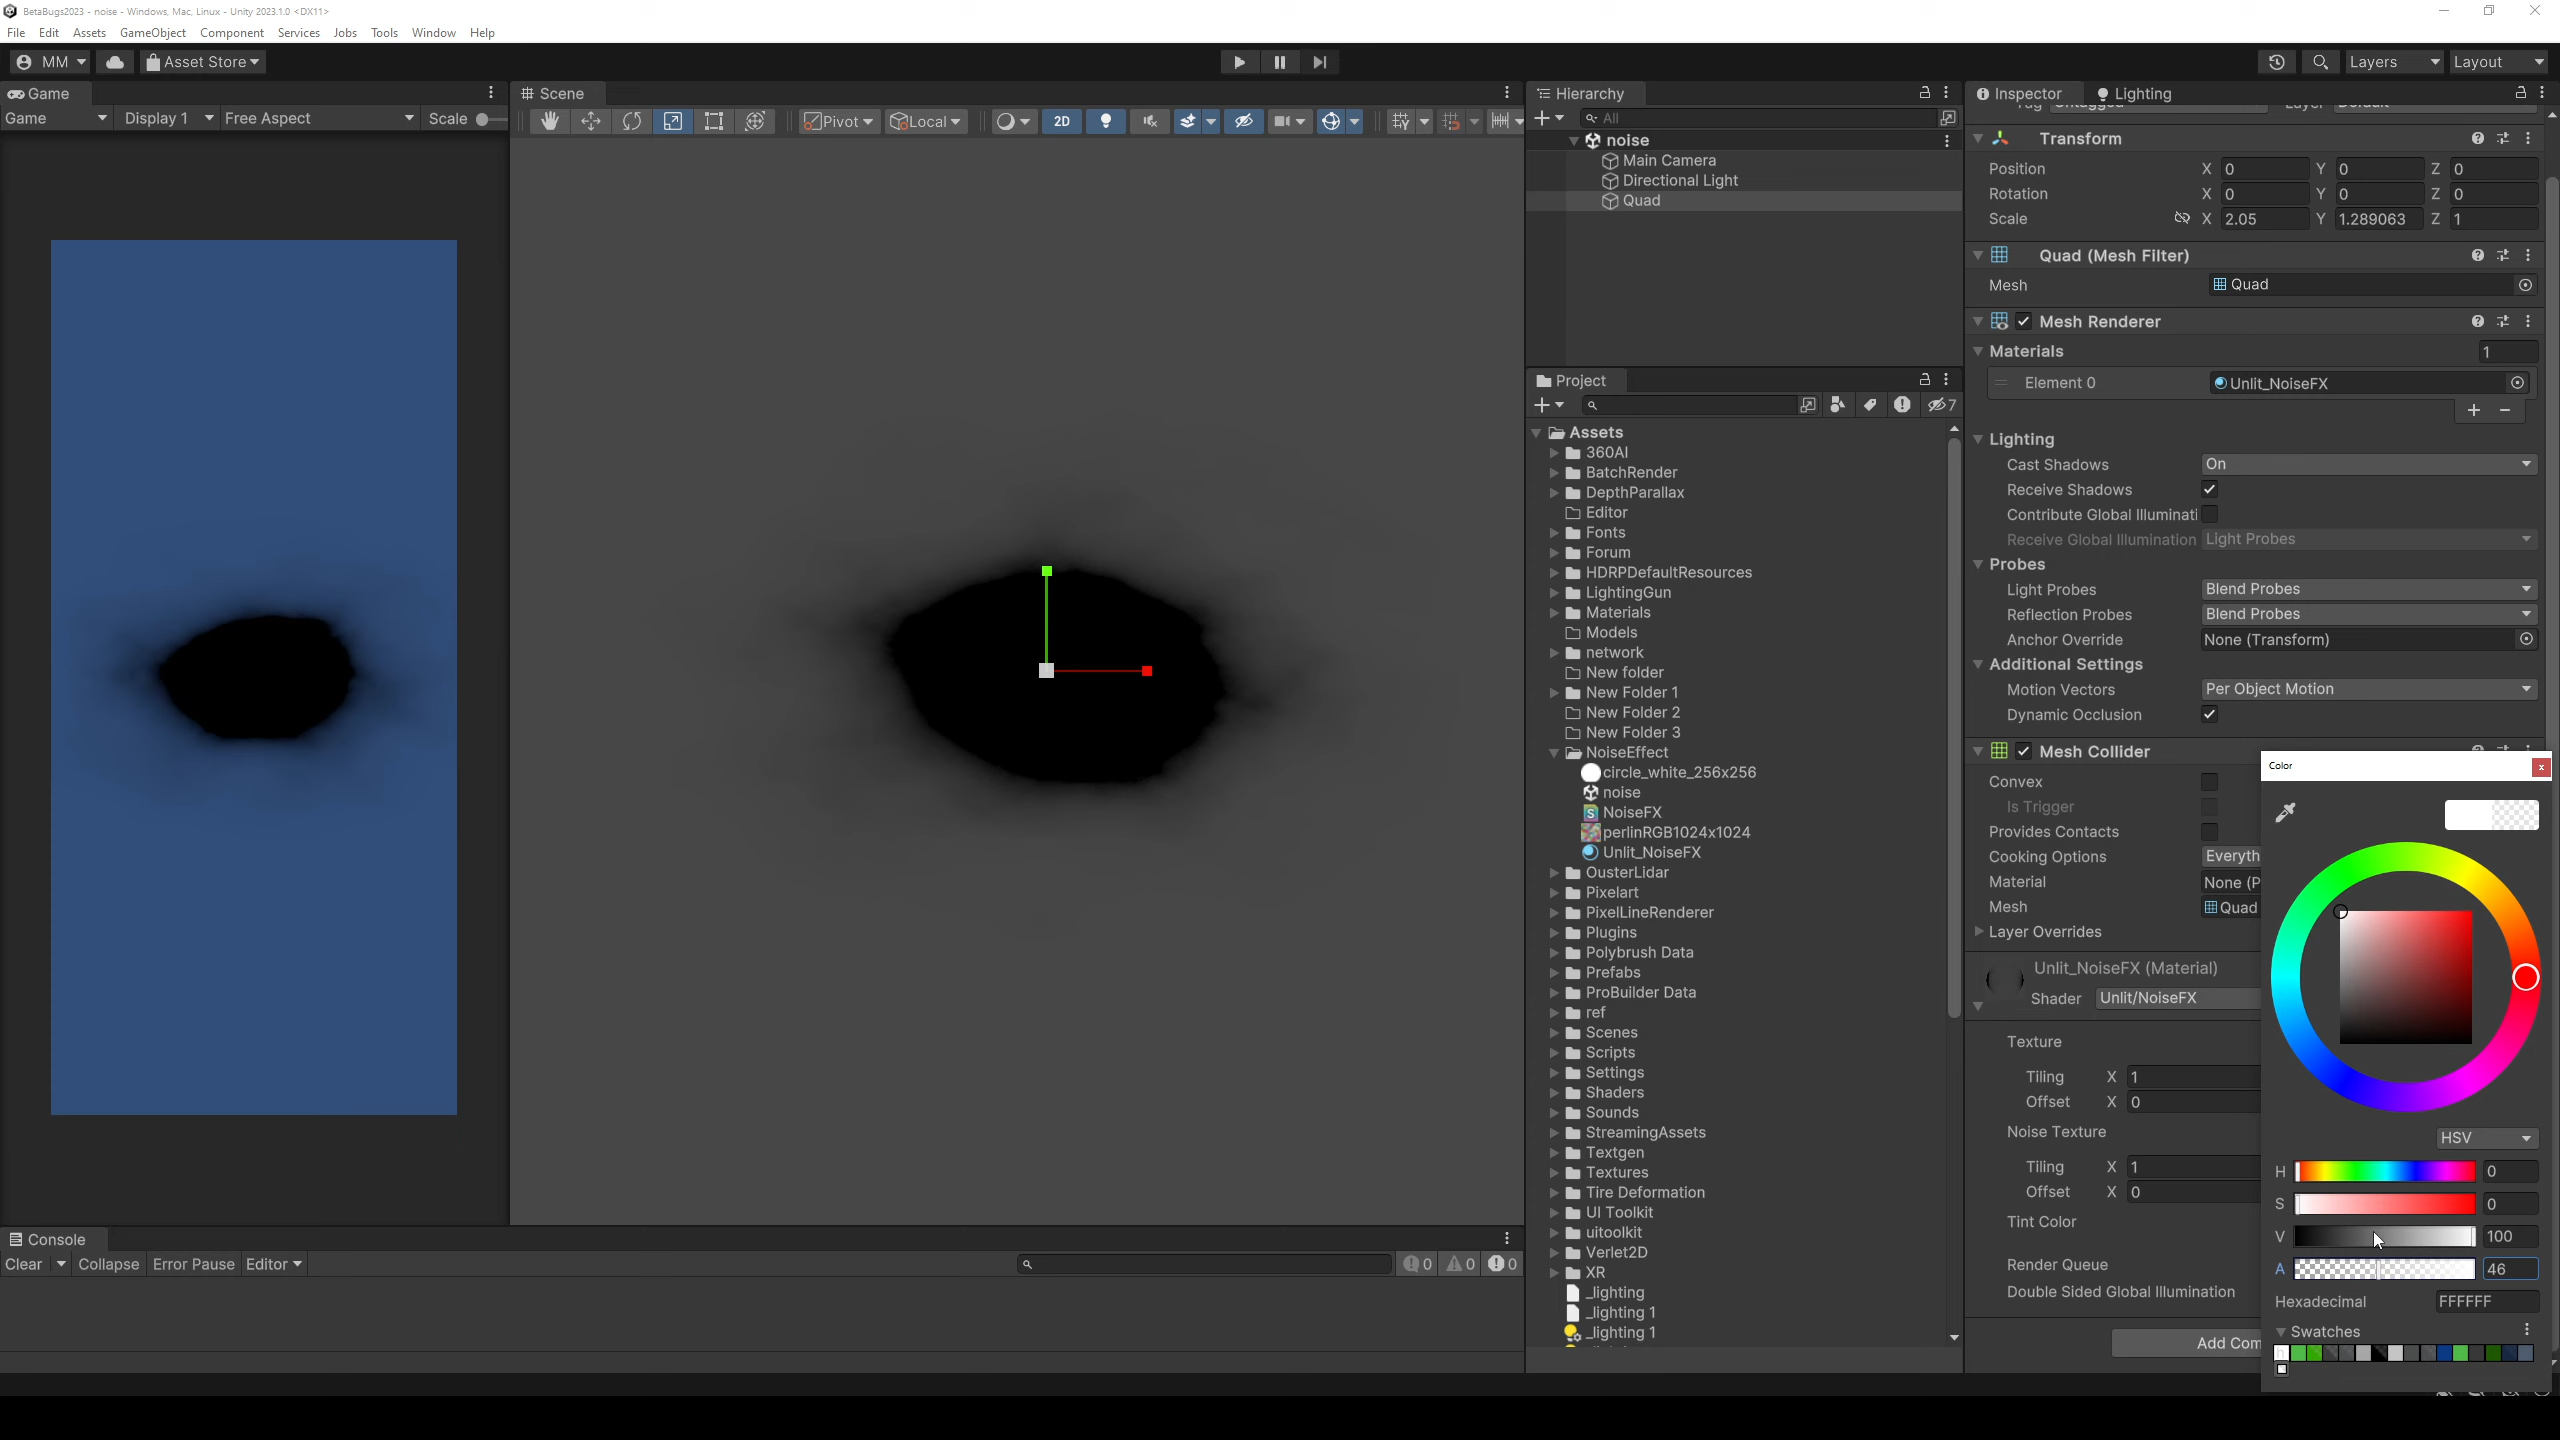 BetaBugs2023 - noise - Windows, Mac, Linux - Unity 2023.1.0 <DX11>
File Edit Assets GameObject Component Services Jobs Tools Window Help
MM Asset Store Layers Layout
Game
Game Display 1 Free Aspect Scale
Scene
Pivot Local 2D
Hierarchy
All
noise
Main Camera
Directional Light
Quad
Project
7
Assets
360AI
BatchRender
DepthParallax
Editor
Fonts
Forum
HDRPDefaultResources
LightingGun
Materials
Models
network
New folder
New Folder 1
New Folder 2
New Folder 3
NoiseEffect
circle_white_256x256
noise
NoiseFX
perlinRGB1024x1024
Unlit_NoiseFX
OusterLidar
Pixelart
PixelLineRenderer
Plugins
Polybrush Data
Prefabs
ProBuilder Data
ref
Scenes
Scripts
Settings
Shaders
Sounds
StreamingAssets
Textgen
Textures
Tire Deformation
UI Toolkit
uitoolkit
Verlet2D
XR
_lighting
_lighting 1
_lighting 1
Inspector Lighting
Transform
Position X 0 Y 0 Z 0
Rotation X 0 Y 0 Z 0
Scale X 2.05 Y 1.289063 Z 1
Quad (Mesh Filter)
Mesh Quad
Mesh Renderer
Materials 1
Element 0 Unlit_NoiseFX
Lighting
Cast Shadows On
Receive Shadows
Contribute Global Illuminati
Receive Global Illumination Light Probes
Probes
Light Probes Blend Probes
Reflection Probes Blend Probes
Anchor Override None (Transform)
Additional Settings
Motion Vectors Per Object Motion
Dynamic Occlusion
Mesh Collider
Convex
Is Trigger
Provides Contacts
Cooking Options Everyth
Material None (P
Mesh Quad
Layer Overrides
Unlit_NoiseFX (Material)
Shader Unlit/NoiseFX
Texture
Tiling X 1
Offset X 0
Noise Texture
Tiling X 1
Offset X 0
Tint Color
Render Queue
Double Sided Global Illumination
Add Com
Color
HSV
H 0
S 0
V 100
A 46
Hexadecimal FFFFFF
Swatches
Console
Clear Collapse Error Pause Editor 0 0 0